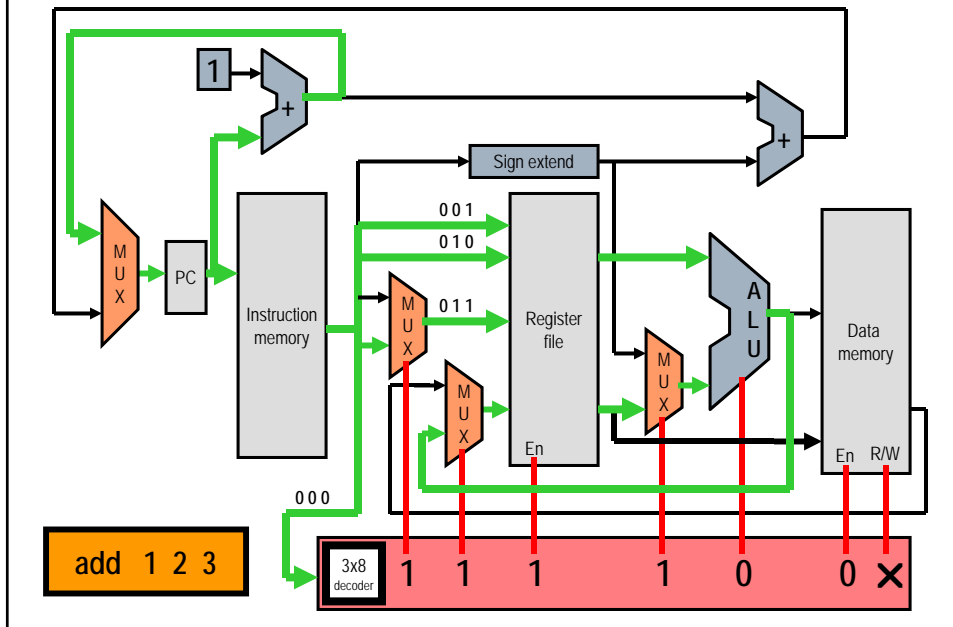 1
+
+
Sign extend
001
010
M
U
X
PC
Instruction
memory
M
U
X
011
Register
file
A
L
U
Data
memory
M
U
X
M
U
X
En
En
R/W
000
add 1 2 3
3x8
decoder
1
1
1
1
0
0
X